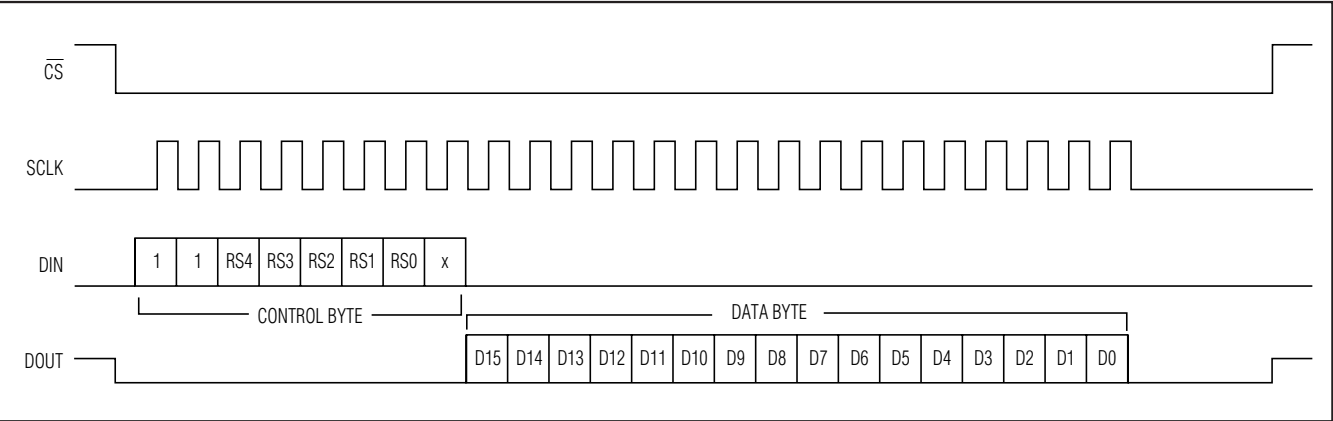 CS
SCLK
DIN 1 1 RS4 RS3 RS2 RS1 RS0 x
CONTROL BYTE DATA BYTE
DOUT D15 D14 D13 D12 D11 D10 D9 D8 D7 D6 D5 D4 D3 D2 D1 D0